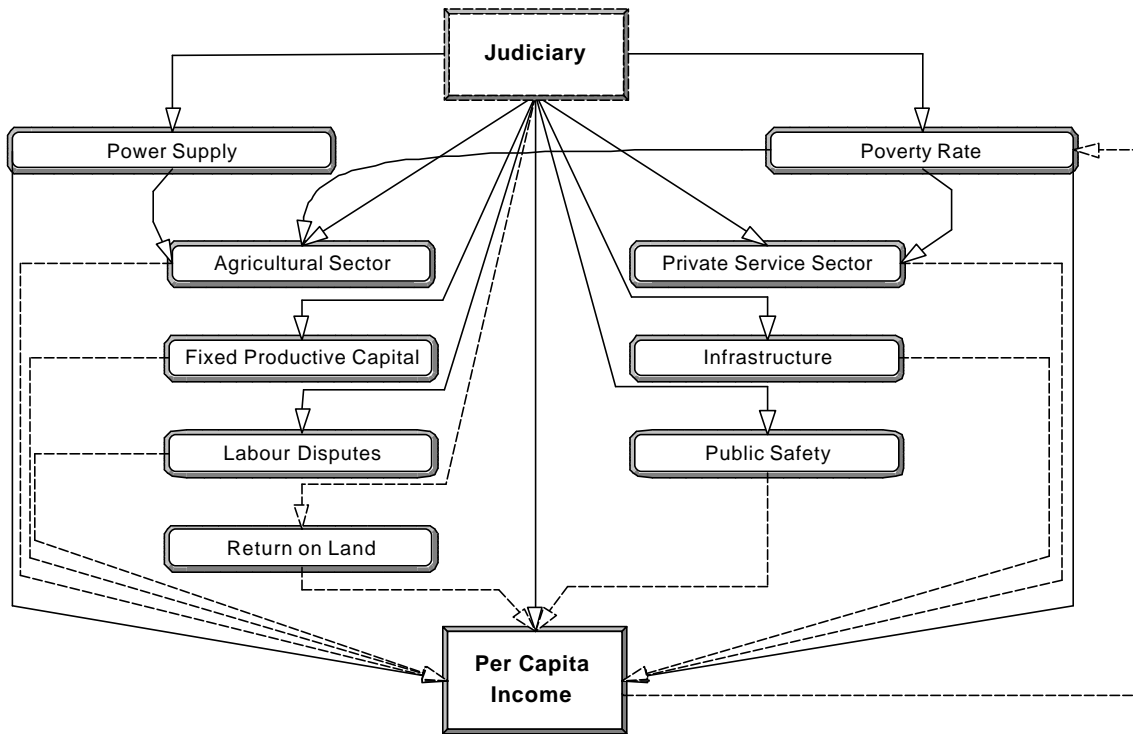 Judiciary
Power Supply
Poverty Rate
Agricultural Sector
Private Service Sector
Fixed Productive Capital
Infrastructure
Labour Disputes
Public Safety
Return on Land
Per Capita
Income